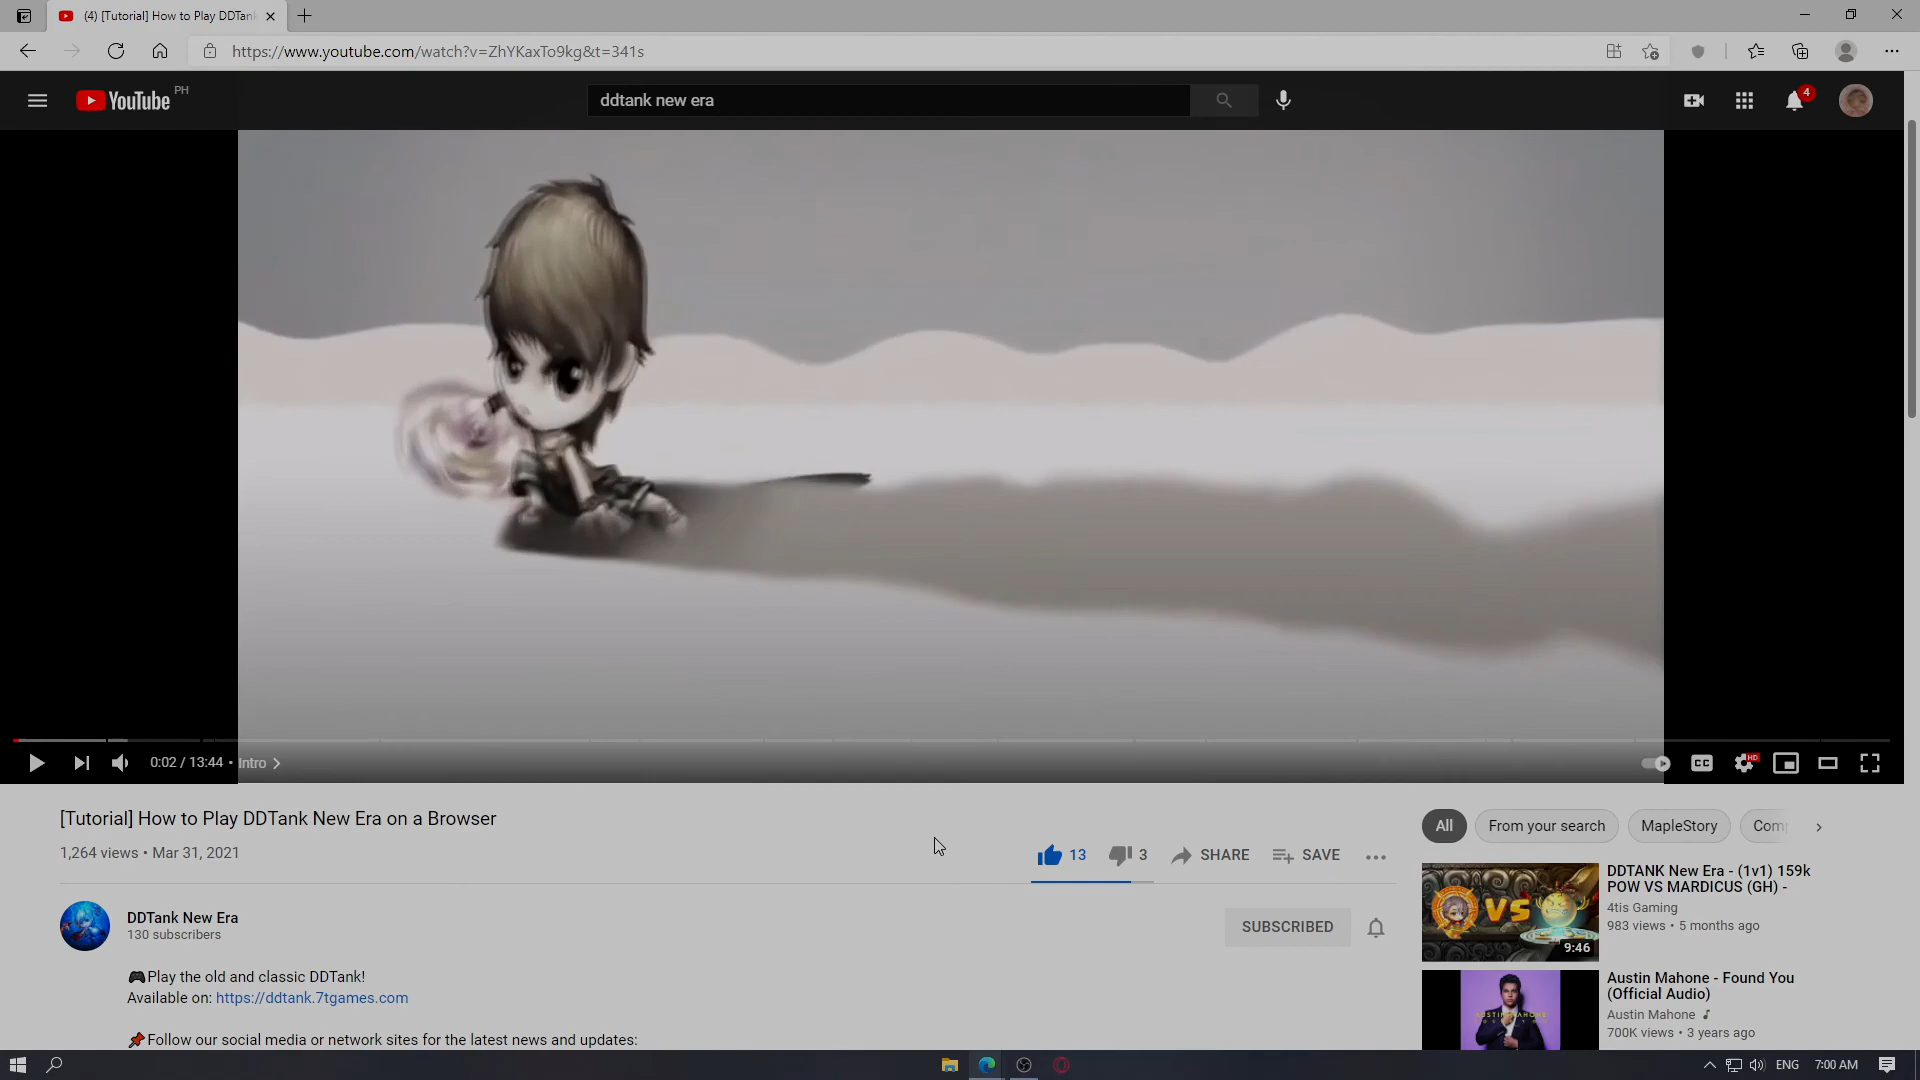 (4) [Tutorial] How to Play DDTank
https://www.youtube.com/watch?v=ZhYKaxTo9kg&t=341s
YouTube PH
ddtank new era
4
0:02 / 13:44 • Intro
CC
HD
[Tutorial] How to Play DDTank New Era on a Browser
1,264 views • Mar 31, 2021
13
3
SHARE
SAVE
DDTank New Era
130 subscribers
SUBSCRIBED
🎮Play the old and classic DDTank!
Available on: https://ddtank.7tgames.com
📌Follow our social media or network sites for the latest news and updates:
All
From your search
MapleStory
VS
9:46
DDTANK New Era - (1v1) 159k
POW VS MARDICUS (GH) -
4tis Gaming
983 views • 5 months ago
AUSTIN MAHONE
Austin Mahone - Found You
(Official Audio)
Austin Mahone
700K views • 3 years ago
ENG
7:00 AM